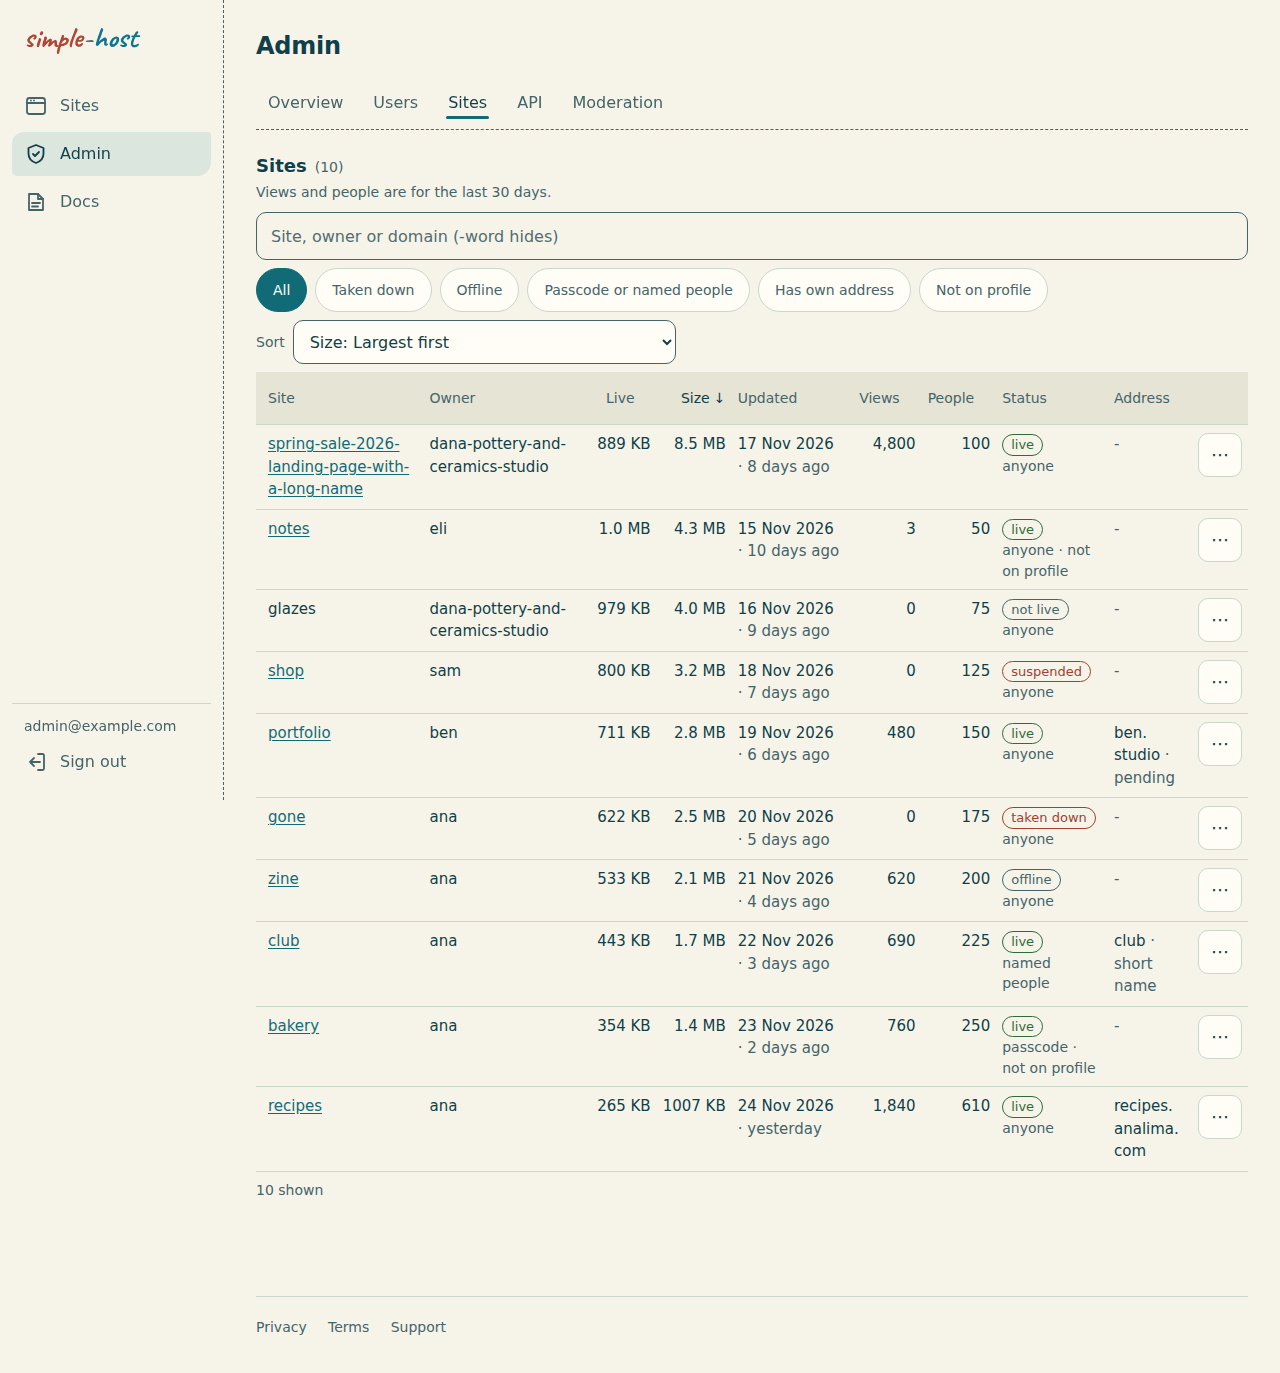 simple-host
Sites
Admin
Docs
admin@example.com
Sign out
Admin
Overview Users Sites API Moderation
Sites (10)
Views and people are for the last 30 days.
Site, owner or domain (-word hides)
All Taken down Offline Passcode or named people Has own address Not on profile
Sort Size: Largest first
Site Owner Live Size ↓ Updated Views People Status Address
spring-sale-2026- dana-pottery-and- 889 KB 8.5 MB 17 Nov 2026 4,800 100 live - ⋯
landing-page-with- ceramics-studio · 8 days ago anyone
a-long-name
notes eli 1.0 MB 4.3 MB 15 Nov 2026 3 50 live - ⋯
· 10 days ago anyone · not
on profile
glazes dana-pottery-and- 979 KB 4.0 MB 16 Nov 2026 0 75 not live - ⋯
ceramics-studio · 9 days ago anyone
shop sam 800 KB 3.2 MB 18 Nov 2026 0 125 suspended - ⋯
· 7 days ago anyone
portfolio ben 711 KB 2.8 MB 19 Nov 2026 480 150 live ben. ⋯
· 6 days ago anyone studio ·
pending
gone ana 622 KB 2.5 MB 20 Nov 2026 0 175 taken down - ⋯
· 5 days ago anyone
zine ana 533 KB 2.1 MB 21 Nov 2026 620 200 offline - ⋯
· 4 days ago anyone
club ana 443 KB 1.7 MB 22 Nov 2026 690 225 live club · ⋯
· 3 days ago named short
people name
bakery ana 354 KB 1.4 MB 23 Nov 2026 760 250 live - ⋯
· 2 days ago passcode ·
not on profile
recipes ana 265 KB 1007 KB 24 Nov 2026 1,840 610 live recipes. ⋯
· yesterday anyone analima.
com
10 shown
Privacy Terms Support